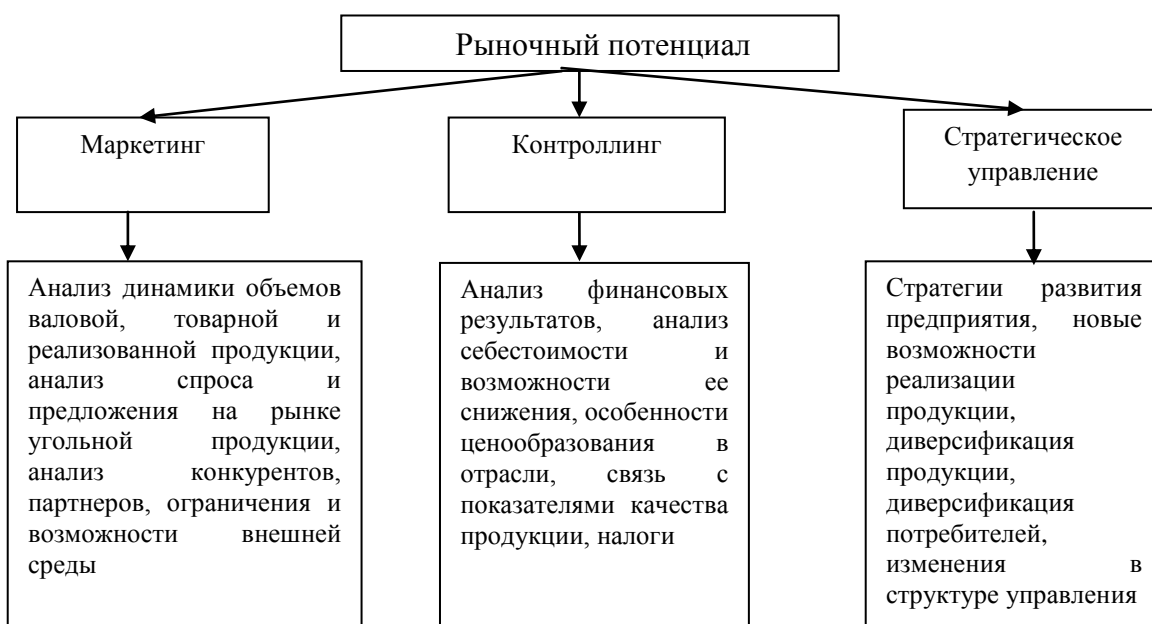 Рыночный потенциал
Маркетинг
Контроллинг
Стратегическое
управление
Анализ динамики объемов
валовой, товарной и
реализованной продукции,
анализ спроса и
предложения на рынке
угольной продукции,
анализ конкурентов,
партнеров, ограничения и
возможности внешней
среды
Анализ финансовых
результатов, анализ
себестоимости и
возможности ее
снижения, особенности
ценообразования в
отрасли, связь с
показателями качества
продукции, налоги
Стратегии развития
предприятия, новые
возможности
реализации
продукции,
диверсификация
продукции,
диверсификация
потребителей,
изменения в
структуре управления